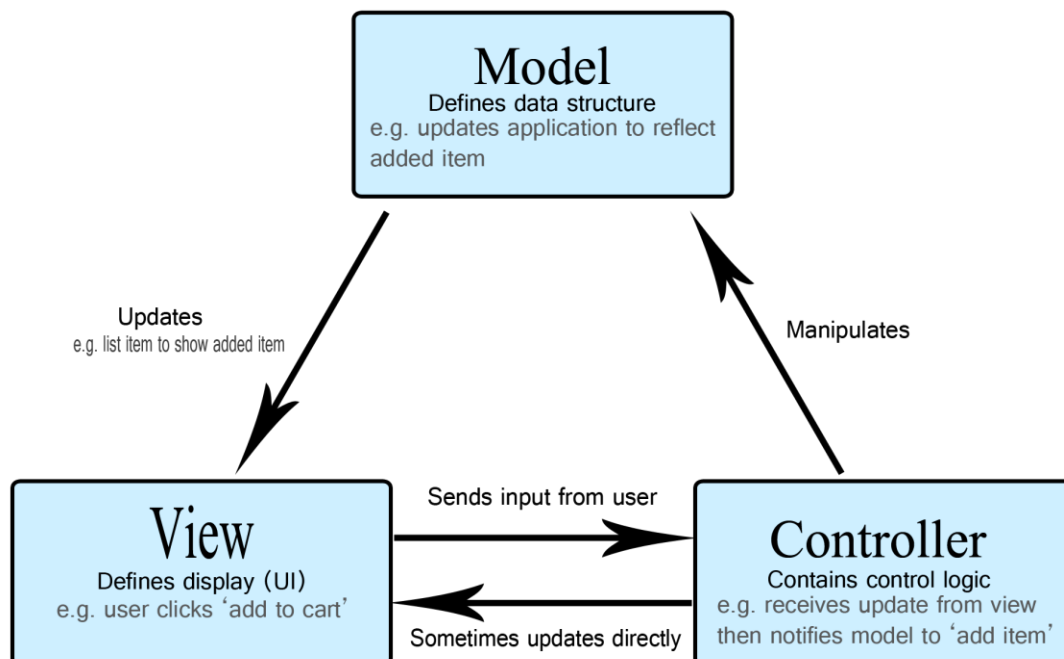 Model
Defines data structure
e.g. updates application to reflect
added item
Updates
e.g. list item to show added item
Manipulates
View
Defines display (UI)
e.g. user clicks ‘add to cart’
Sends input from user
Sometimes updates directly
Controller
Contains control logic
e.g. receives update from view
then notifies model to ‘add item’